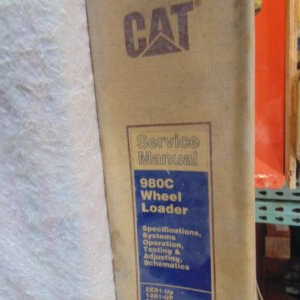 CAT
Service
Manual
980C
Wheel
Loader
Specifications,
Systems
Operation,
Testing &
Adjusting,
Schematics